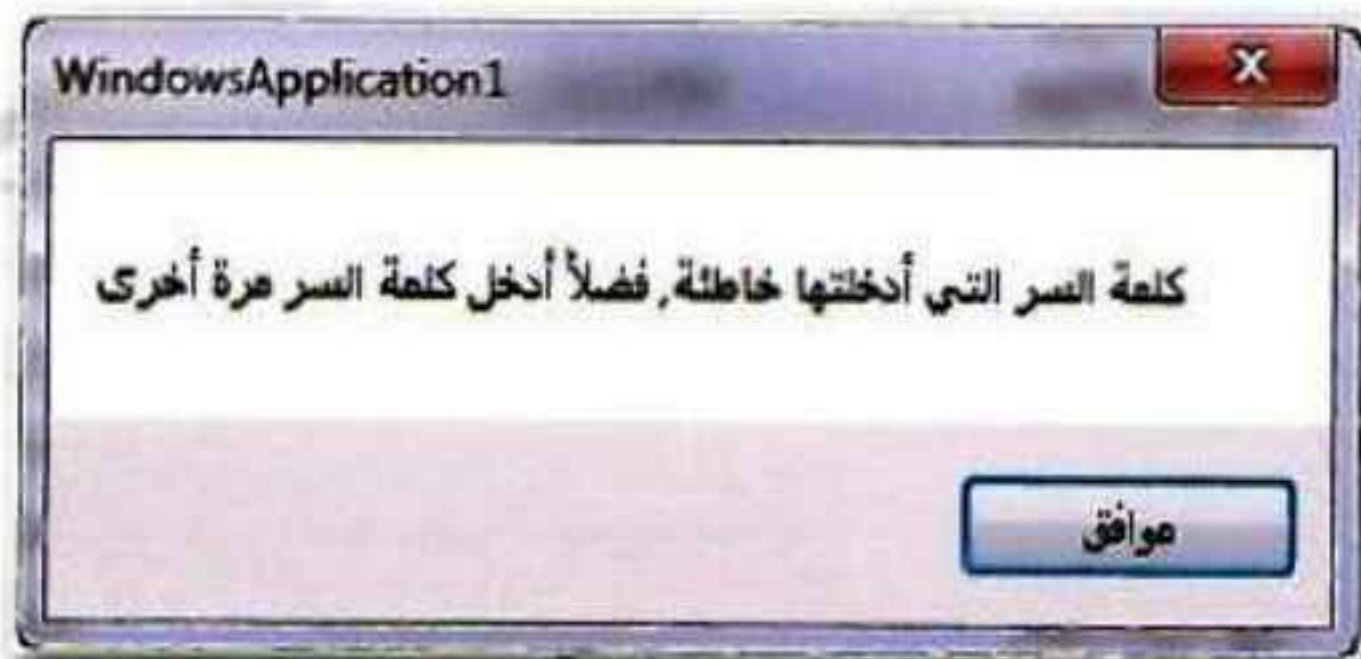 WindowsApplication1
كلمة السر التي أدخلتها خاطئة, فضلاً أدخل كلمة السر مرة أخرى
موافق